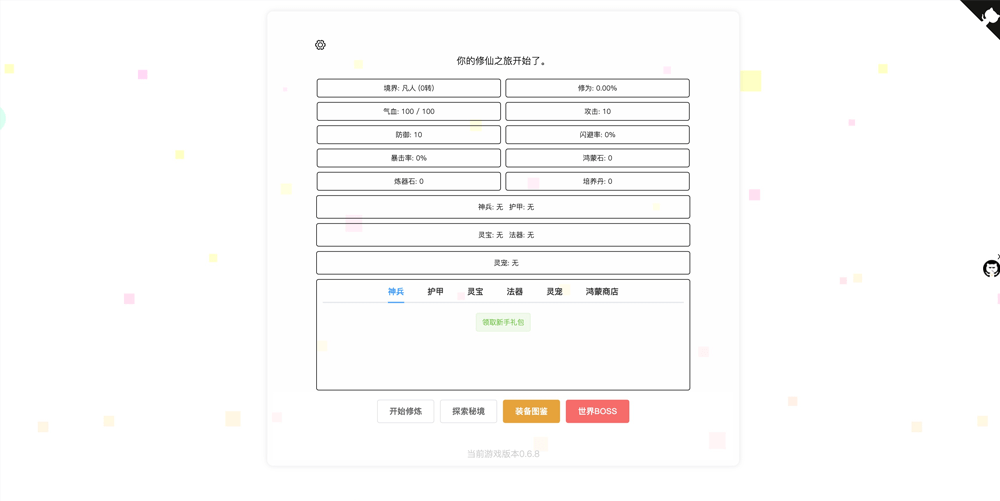 你的修仙之旅开始了。
境界: 凡人 (0转) 修为: 0.00%
气血: 100 / 100 攻击: 10
防御: 10 闪避率: 0%
暴击率: 0% 鸿蒙石: 0
炼器石: 0 培养丹: 0
神兵: 无 护甲: 无
灵宝: 无 法器: 无
灵宠: 无
神兵 护甲 灵宝 法器 灵宠 鸿蒙商店
领取新手礼包
开始修炼 探索秘境 装备图鉴 世界BOSS
当前游戏版本0.6.8